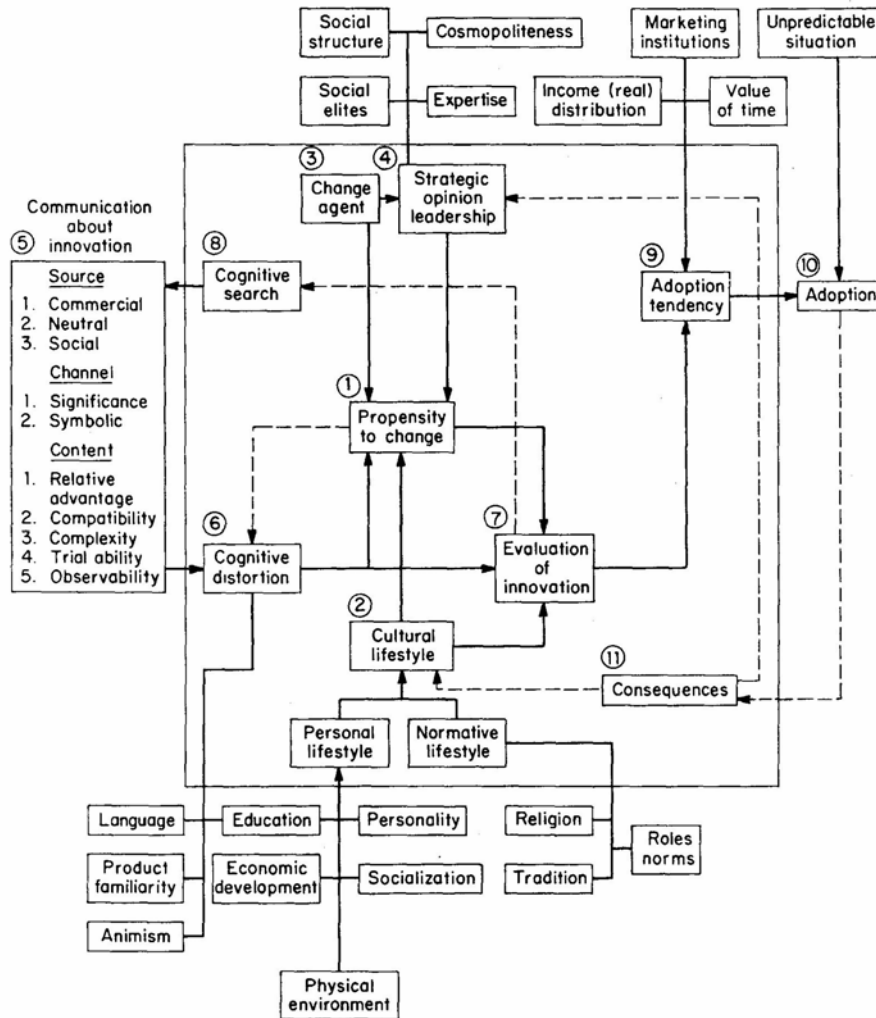 Social
structure
Cosmopoliteness
Marketing
institutions
Unpredictable
situation
Social
elites
Expertise
Income (real)
distribution
Value
of time
3
4
Change
agent
Strategic
opinion
leadership
Communication
about
innovation
5
8
9
10
Source
1. Commercial
2. Neutral
3. Social
Channel
1. Significance
2. Symbolic
Content
1. Relative
advantage
2. Compatibility
3. Complexity
4. Trial ability
5. Observability
Cognitive
search
Adoption
tendency
Adoption
1
Propensity
to change
6
Cognitive
distortion
7
Evaluation
of
innovation
2
Cultural
lifestyle
11
Consequences
Personal
lifestyle
Normative
lifestyle
Language
Education
Personality
Religion
Roles
norms
Product
familiarity
Economic
development
Socialization
Tradition
Animism
Physical
environment